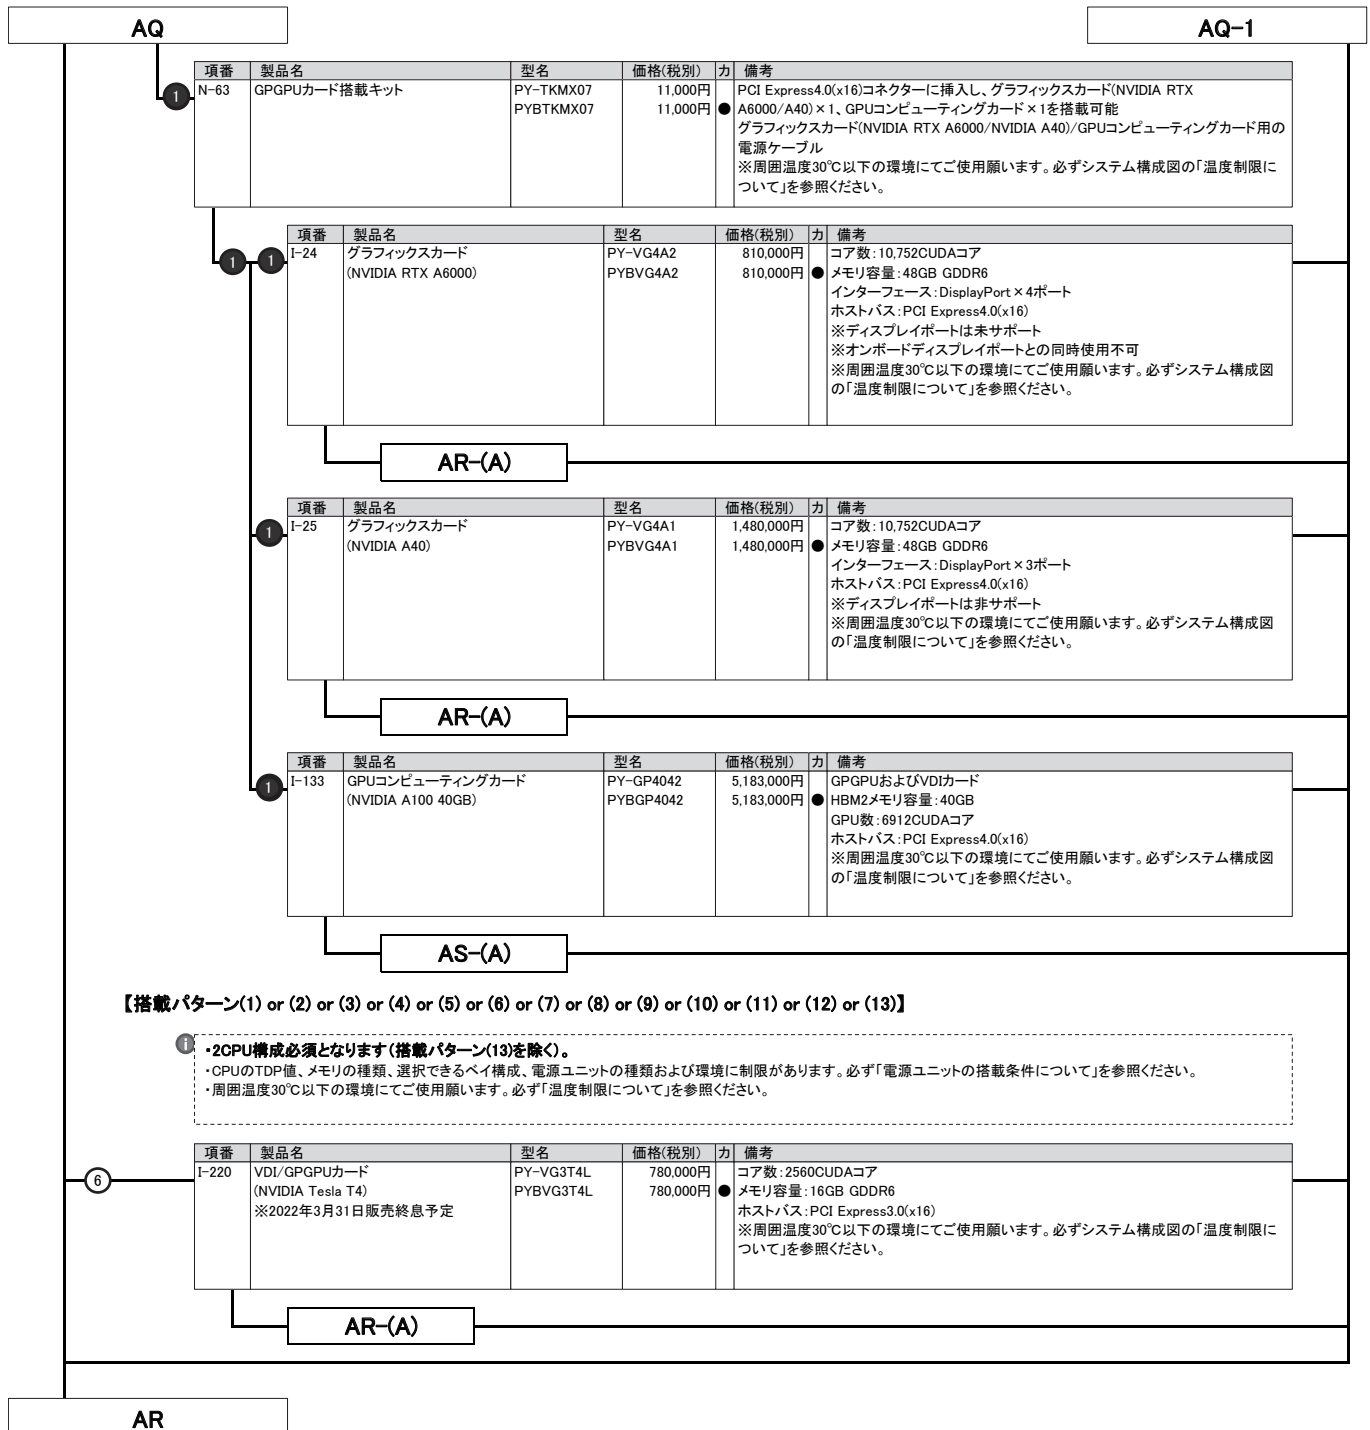 AQ
AQ-1
項番 製品名 型名 価格(税別) カ 備考
1 N-63 GPGPUカード搭載キット PY-TKMX07 11,000円 PCI Express4.0(x16)コネクターに挿入し、グラフィックスカード(NVIDIA RTX
PYBTKMX07 11,000円 ● A6000/A40)×1、GPUコンピューティングカード×1を搭載可能
グラフィックスカード(NVIDIA RTX A6000/NVIDIA A40)/GPUコンピューティングカード用の
電源ケーブル
※周囲温度30℃以下の環境にてご使用願います。必ずシステム構成図の「温度制限に
ついて」を参照ください。
項番 製品名 型名 価格(税別) カ 備考
1 1 I-24 グラフィックスカード PY-VG4A2 810,000円 コア数:10,752CUDAコア
(NVIDIA RTX A6000) PYBVG4A2 810,000円 ● メモリ容量:48GB GDDR6
インターフェース:DisplayPort×4ポート
ホストバス:PCI Express4.0(x16)
※ディスプレイポートは未サポート
※オンボードディスプレイポートとの同時使用不可
※周囲温度30℃以下の環境にてご使用願います。必ずシステム構成図
の「温度制限について」を参照ください。
AR-(A)
項番 製品名 型名 価格(税別) カ 備考
1 I-25 グラフィックスカード PY-VG4A1 1,480,000円 コア数:10,752CUDAコア
(NVIDIA A40) PYBVG4A1 1,480,000円 ● メモリ容量:48GB GDDR6
インターフェース:DisplayPort×3ポート
ホストバス:PCI Express4.0(x16)
※ディスプレイポートは非サポート
※周囲温度30℃以下の環境にてご使用願います。必ずシステム構成図
の「温度制限について」を参照ください。
AR-(A)
項番 製品名 型名 価格(税別) カ 備考
1 I-133 GPUコンピューティングカード PY-GP4042 5,183,000円 GPGPUおよびVDIカード
(NVIDIA A100 40GB) PYBGP4042 5,183,000円 ● HBM2メモリ容量:40GB
GPU数:6912CUDAコア
ホストバス:PCI Express4.0(x16)
※周囲温度30℃以下の環境にてご使用願います。必ずシステム構成図
の「温度制限について」を参照ください。
AS-(A)
【搭載パターン(1) or (2) or (3) or (4) or (5) or (6) or (7) or (8) or (9) or (10) or (11) or (12) or (13)】
i ・2CPU構成必須となります(搭載パターン(13)を除く)。
・CPUのTDP値、メモリの種類、選択できるベイ構成、電源ユニットの種類および環境に制限があります。必ず「電源ユニットの搭載条件について」を参照ください。
・周囲温度30℃以下の環境にてご使用願います。必ず「温度制限について」を参照ください。
項番 製品名 型名 価格(税別) カ 備考
6 I-220 VDI/GPGPUカード PY-VG3T4L 780,000円 コア数:2560CUDAコア
(NVIDIA Tesla T4) PYBVG3T4L 780,000円 ● メモリ容量:16GB GDDR6
※2022年3月31日販売終息予定 ホストバス:PCI Express3.0(x16)
※周囲温度30℃以下の環境にてご使用願います。必ずシステム構成図の「温度制限に
ついて」を参照ください。
AR-(A)
AR